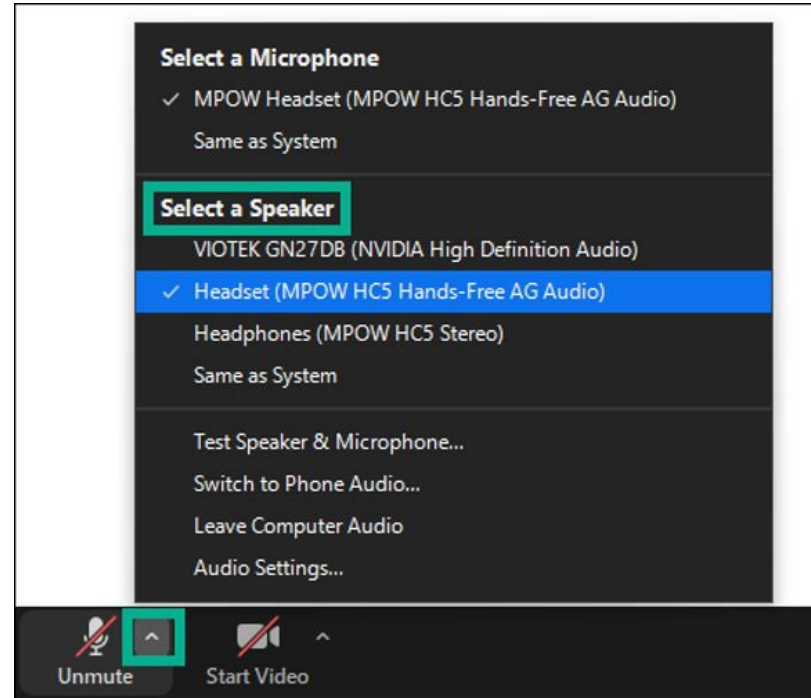 Select a Microphone
MPOW Headset (MPOW HC5 Hands-Free AG Audio)
Same as System
Select a Speaker
VIOTEK GN27DB (NVIDIA High Definition Audio)
Headset (MPOW HC5 Hands-Free AG Audio)
Headphones (MPOW HC5 Stereo)
Same as System
Test Speaker & Microphone...
Switch to Phone Audio...
Leave Computer Audio
Audio Settings...
Unmute
Start Video